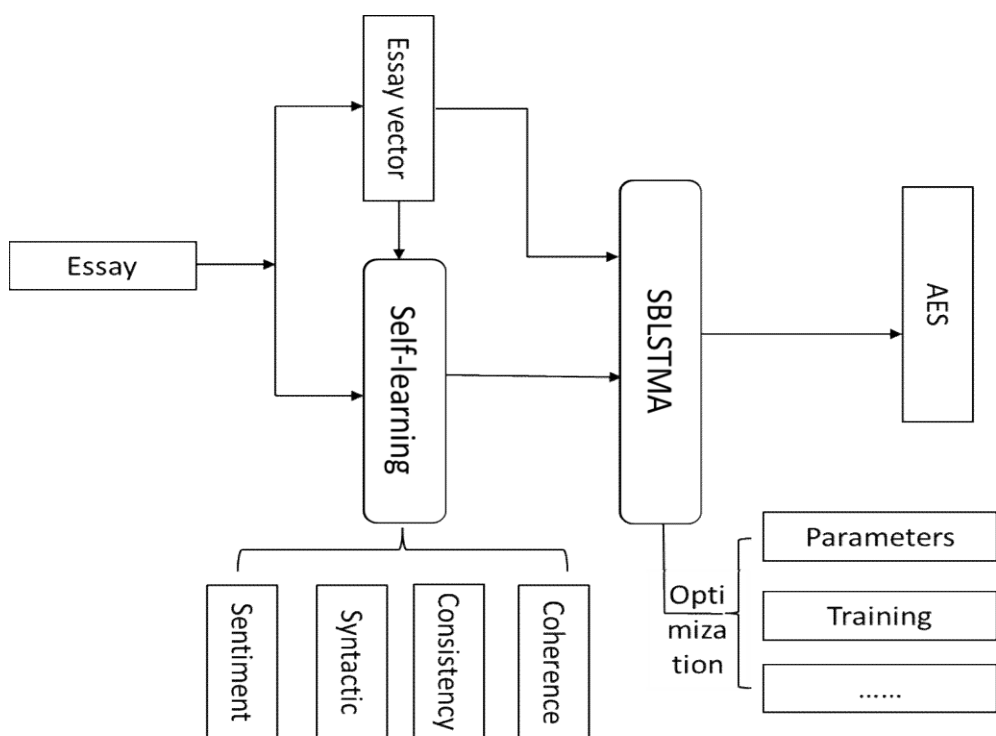 Essay
Essay vector
Self-learning
SBLSTMA
AES
Sentiment
Syntactic
Consistency
Coherence
Opti
miza
tion
Parameters
Training
......